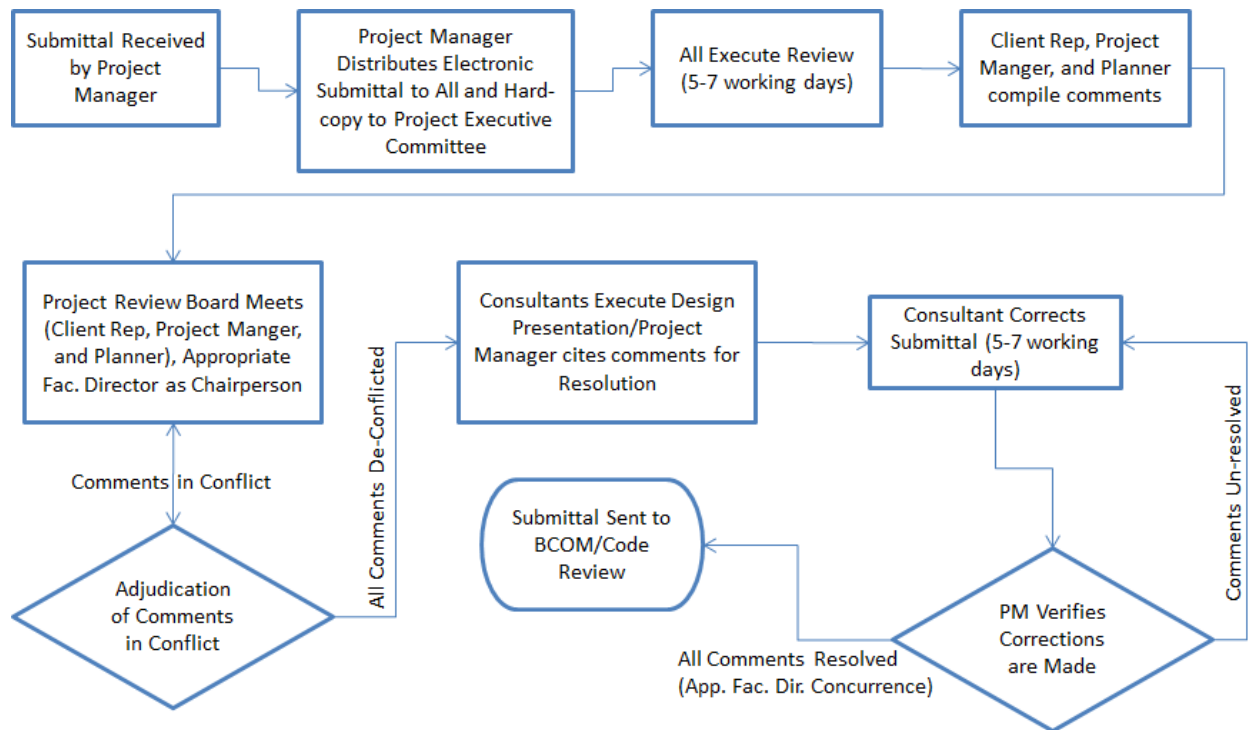 Submittal Received
by Project
Manager
Project Manager
Distributes Electronic
Submittal to All and Hard-
copy to Project Executive
Committee
All Execute Review
(5-7 working days)
Client Rep, Project
Manger, and Planner
compile comments
Project Review Board Meets
(Client Rep, Project Manger,
and Planner), Appropriate
Fac. Director as Chairperson
Comments in Conflict
Adjudication
of Comments
in Conflict
All Comments De-Conflicted
Consultants Execute Design
Presentation/Project
Manager cites comments for
Resolution
Consultant Corrects
Submittal (5-7 working
days)
Comments Un-resolved
PM Verifies
Corrections
are Made
All Comments Resolved
(App. Fac. Dir. Concurrence)
Submittal Sent to
BCOM/Code
Review